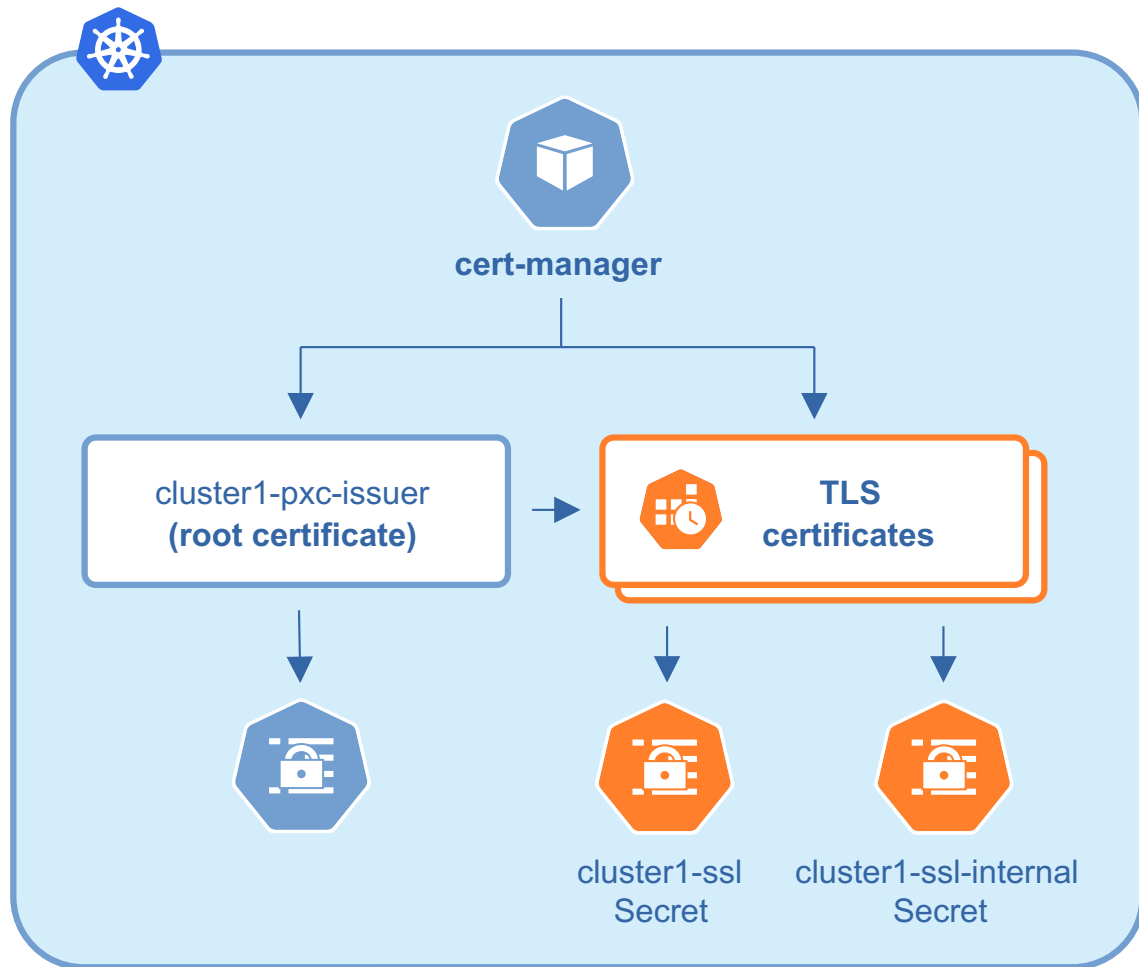 cert-manager
cluster1-pxc-issuer
(root certificate)
TLS
certificates
cluster1-ssl
Secret
cluster1-ssl-internal
Secret